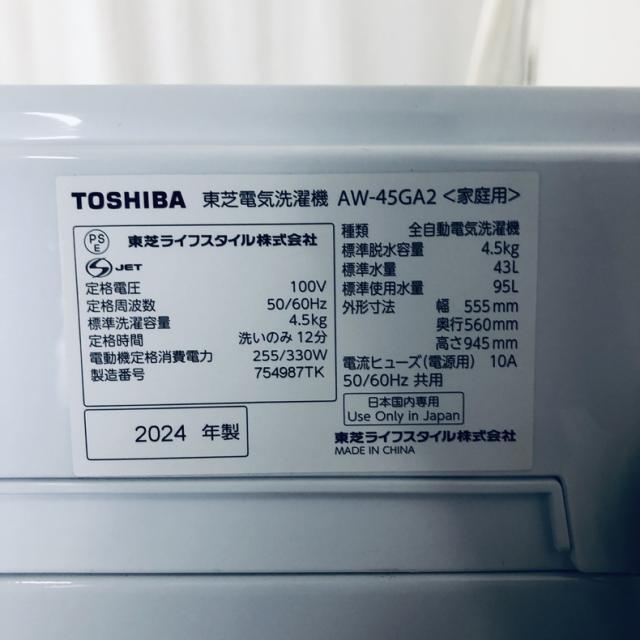 TOSHIBA 東芝電気洗濯機 AW-45GA2 <家庭用>
PS
E
東芝ライフスタイル株式会社
S JET
定格電圧 100V
定格周波数 50/60Hz
標準洗濯容量 4.5kg
定格時間 洗いのみ 12分
電動機定格消費電力 255/330W
製造番号 754987TK
2024 年製
種類 全自動電気洗濯機
標準脱水容量 4.5kg
標準水量 43L
標準使用水量 95L
外形寸法 幅 555mm
奥行560mm
高さ945mm
電流ヒューズ(電源用) 10A
50/60Hz 共用
日本国内専用
Use Only in Japan
東芝ライフスタイル株式会社
MADE IN CHINA